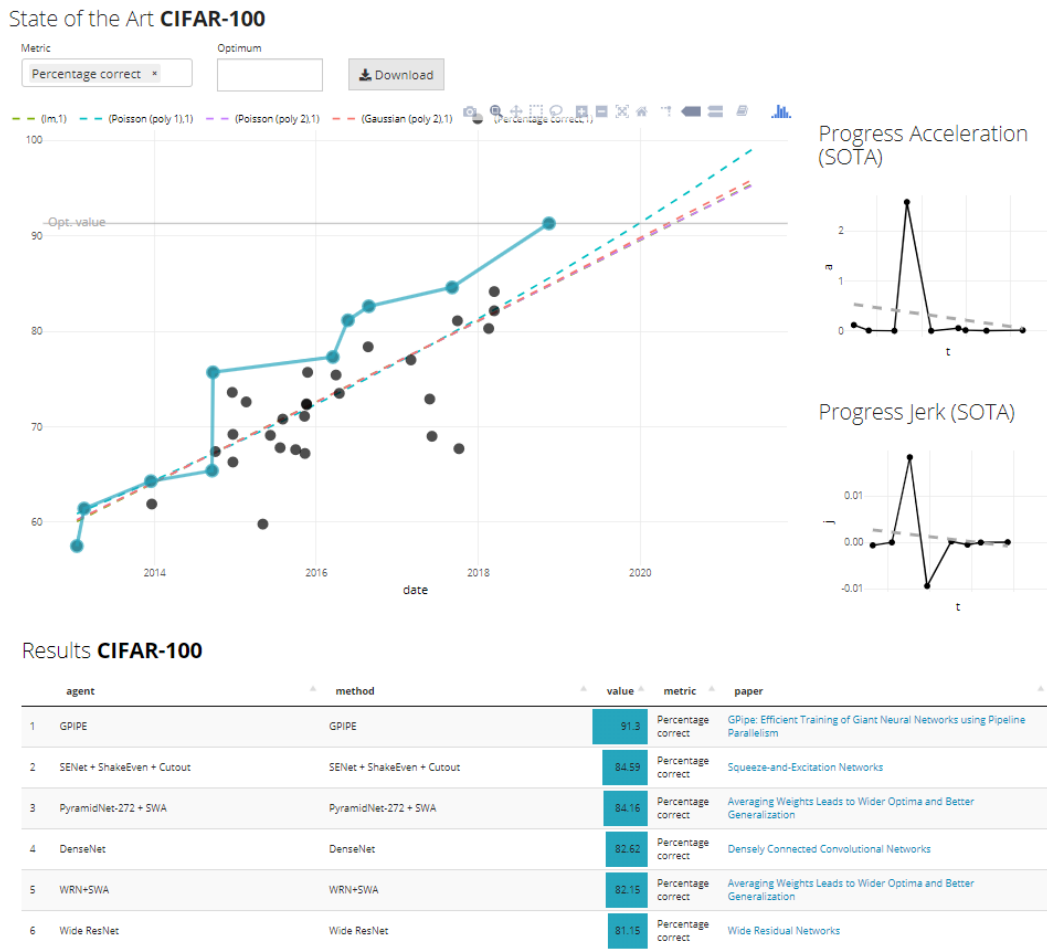 State of the Art CIFAR-100
Metric
Optimum
Percentage correct ×
Download
(lm,1)
(Poisson (poly 1),1)
(Poisson (poly 2),1)
(Gaussian (poly 2),1)
(Percentage correct,1)
100
Opt. value
90
80
70
60
2014
2016
2018
2020
date
Progress Acceleration
(SOTA)
2
1
0
a
t
Progress Jerk (SOTA)
0.01
0.00
-0.01
j
t
Results CIFAR-100
agent method value metric paper
1 GPIPE GPIPE 91.3 Percentage correct GPipe: Efficient Training of Giant Neural Networks using Pipeline Parallelism
2 SENet + ShakeEven + Cutout SENet + ShakeEven + Cutout 84.59 Percentage correct Squeeze-and-Excitation Networks
3 PyramidNet-272 + SWA PyramidNet-272 + SWA 84.16 Percentage correct Averaging Weights Leads to Wider Optima and Better Generalization
4 DenseNet DenseNet 82.62 Percentage correct Densely Connected Convolutional Networks
5 WRN+SWA WRN+SWA 82.15 Percentage correct Averaging Weights Leads to Wider Optima and Better Generalization
6 Wide ResNet Wide ResNet 81.15 Percentage correct Wide Residual Networks